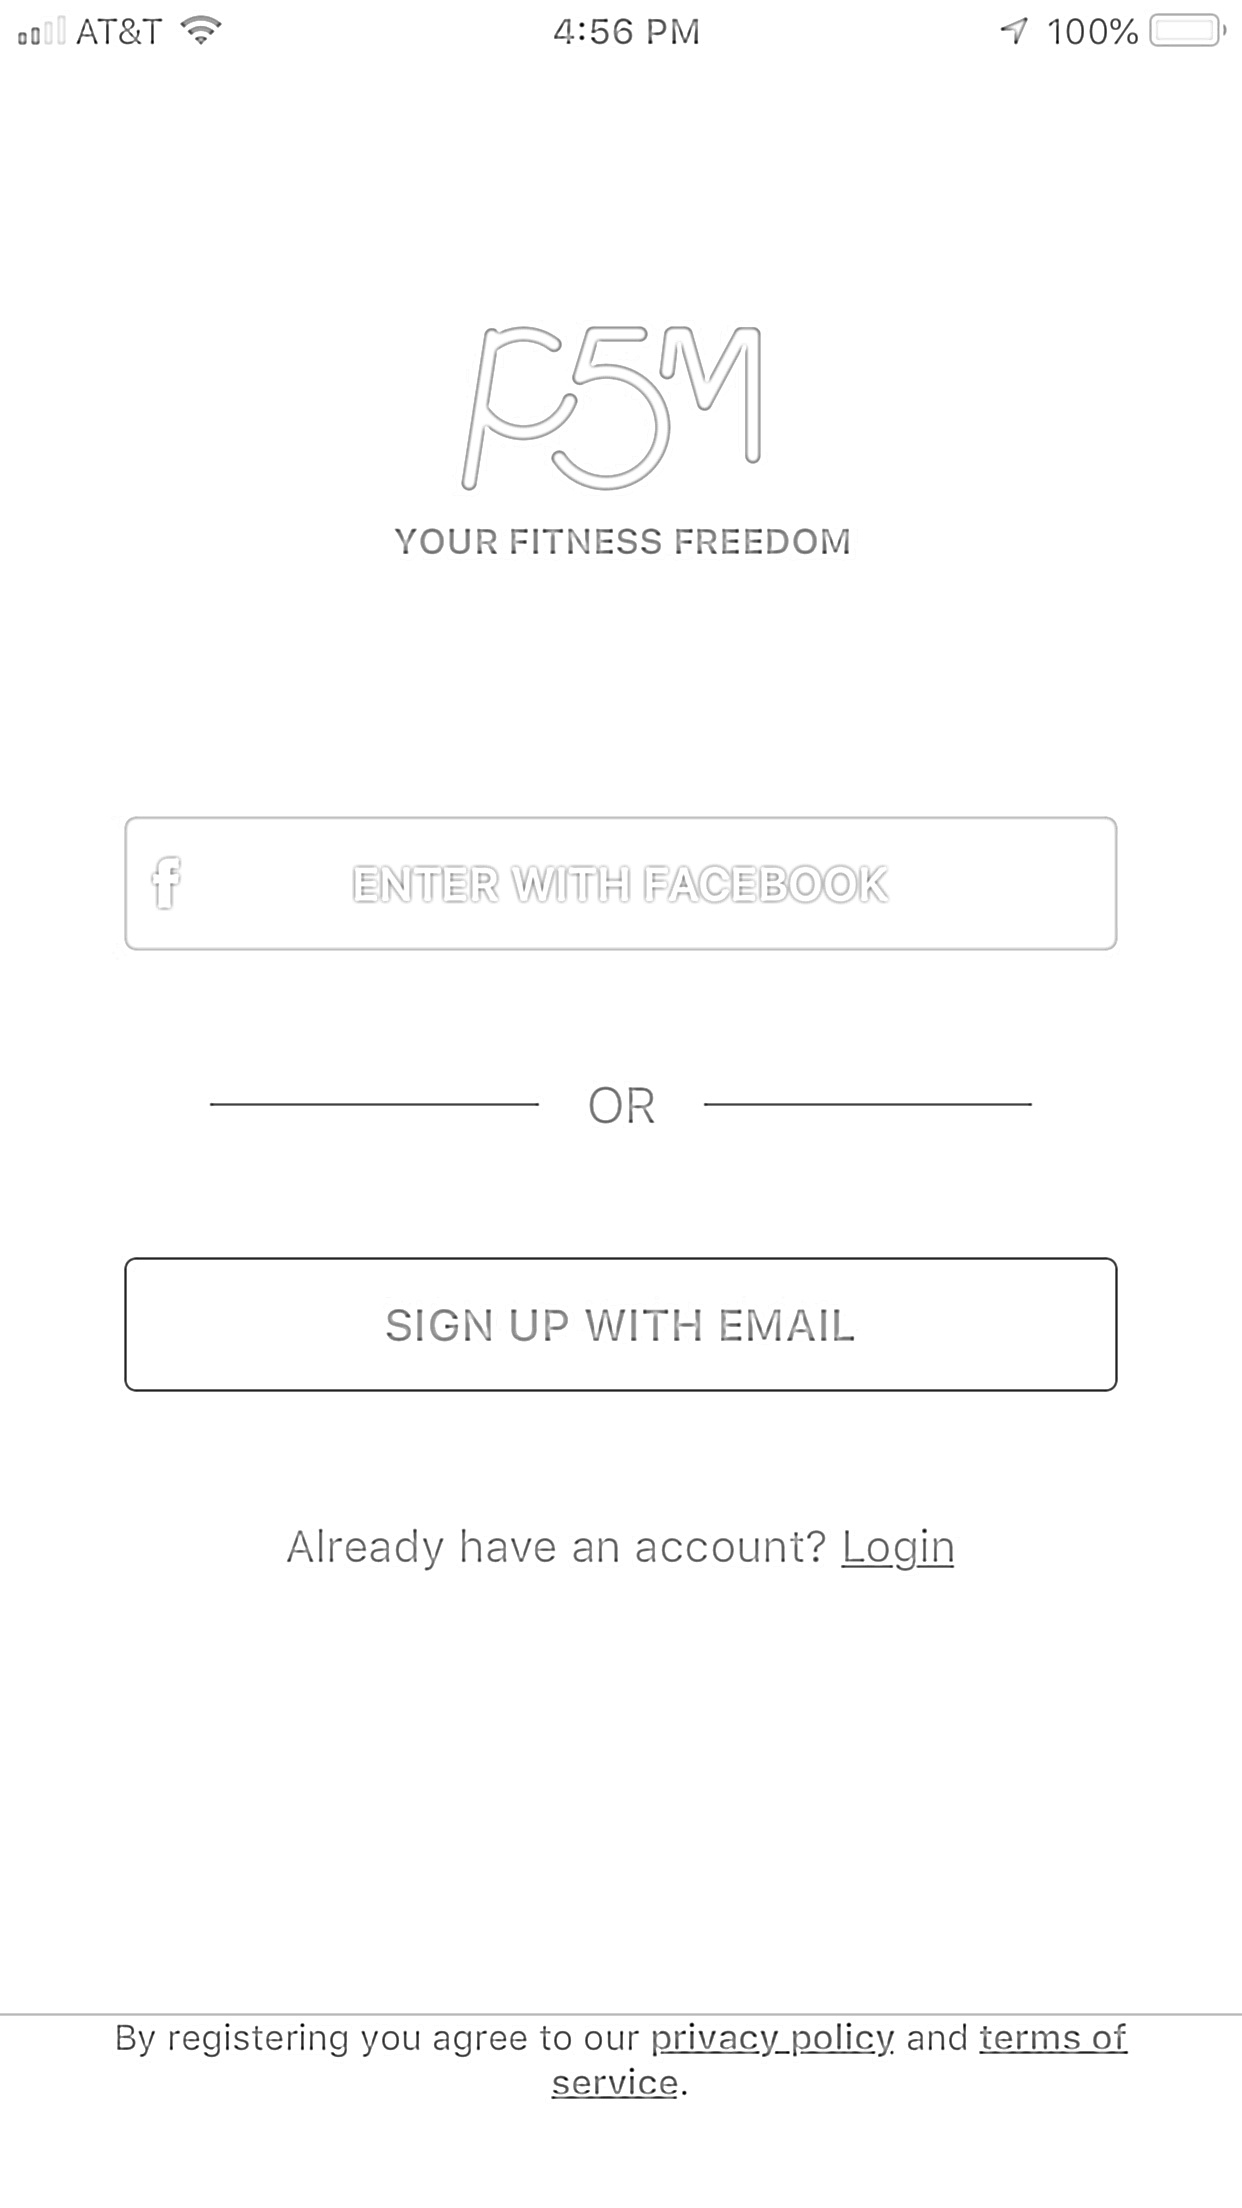 AT&T 4:56 PM 100%
P5M
YOUR FITNESS FREEDOM
f ENTER WITH FACEBOOK
OR
SIGN UP WITH EMAIL
Already have an account? Login
By registering you agree to our privacy policy and terms of
service.